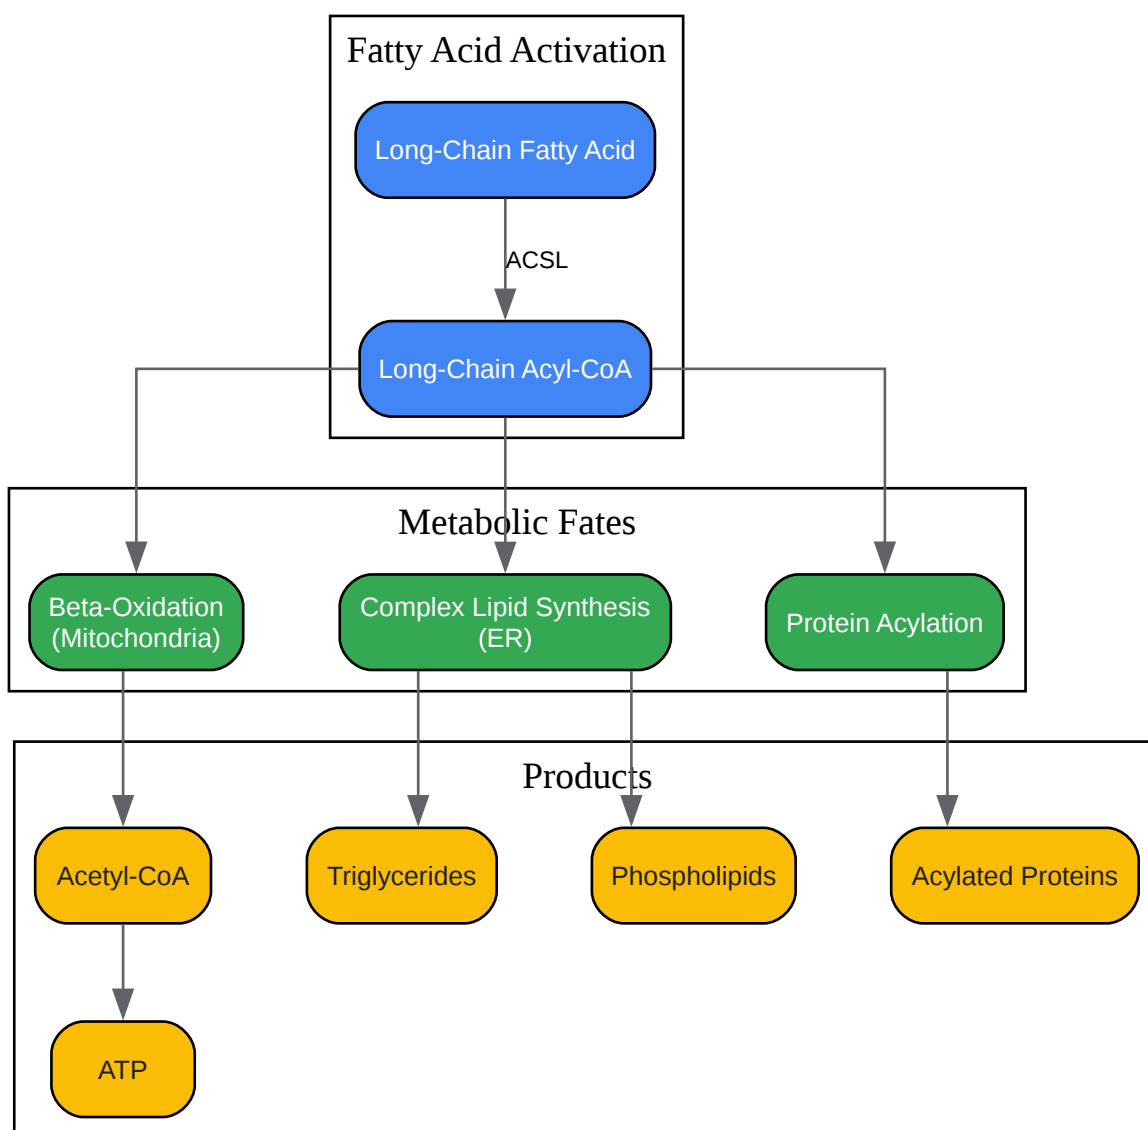 Fatty Acid Activation
Long-Chain Fatty Acid
ACSL
Long-Chain Acyl-CoA
Metabolic Fates
Beta-Oxidation
(Mitochondria)
Complex Lipid Synthesis
(ER)
Protein Acylation
Products
Acetyl-CoA
Triglycerides
Phospholipids
Acylated Proteins
ATP